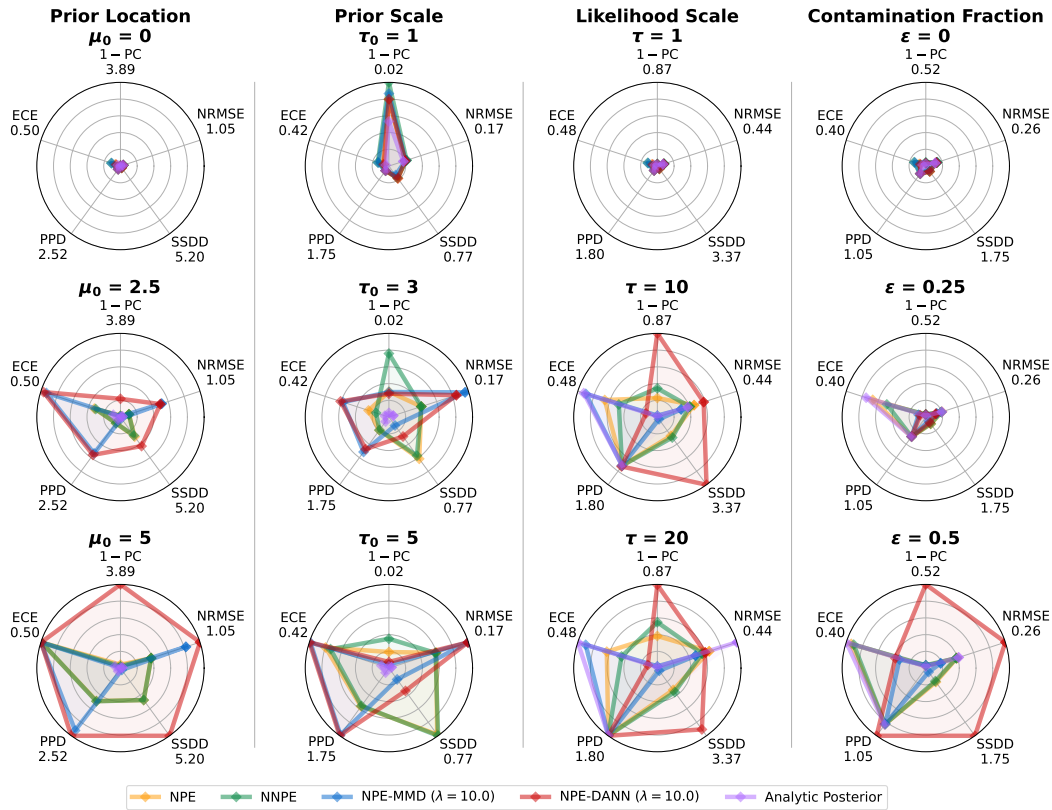 Prior Location
Prior Scale
Likelihood Scale
Contamination Fraction
μ₀ = 0
τ₀ = 1
τ = 1
ε = 0
1 − PC
3.89
NRMSE
1.05
SSDD
5.20
PPD
2.52
ECE
0.50
1 − PC
0.02
NRMSE
0.17
SSDD
0.77
PPD
1.75
ECE
0.42
1 − PC
0.87
NRMSE
0.44
SSDD
3.37
PPD
1.80
ECE
0.48
1 − PC
0.52
NRMSE
0.26
SSDD
1.75
PPD
1.05
ECE
0.40
μ₀ = 2.5
τ₀ = 3
τ = 10
ε = 0.25
1 − PC
3.89
NRMSE
1.05
SSDD
5.20
PPD
2.52
ECE
0.50
1 − PC
0.02
NRMSE
0.17
SSDD
0.77
PPD
1.75
ECE
0.42
1 − PC
0.87
NRMSE
0.44
SSDD
3.37
PPD
1.80
ECE
0.48
1 − PC
0.52
NRMSE
0.26
SSDD
1.75
PPD
1.05
ECE
0.40
μ₀ = 5
τ₀ = 5
τ = 20
ε = 0.5
1 − PC
3.89
NRMSE
1.05
SSDD
5.20
PPD
2.52
ECE
0.50
1 − PC
0.02
NRMSE
0.17
SSDD
0.77
PPD
1.75
ECE
0.42
1 − PC
0.87
NRMSE
0.44
SSDD
3.37
PPD
1.80
ECE
0.48
1 − PC
0.52
NRMSE
0.26
SSDD
1.75
PPD
1.05
ECE
0.40
NPE
NNPE
NPE-MMD (λ = 10.0)
NPE-DANN (λ = 10.0)
Analytic Posterior